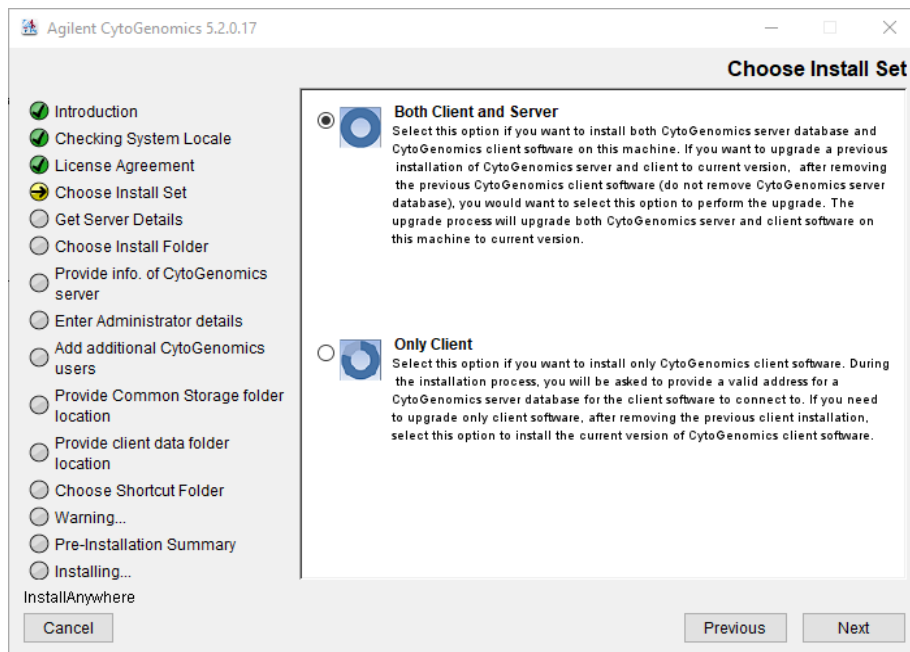 Agilent CytoGenomics 5.2.0.17
Choose Install Set
Introduction
Checking System Locale
License Agreement
Choose Install Set
Get Server Details
Choose Install Folder
Provide info. of CytoGenomics
server
Enter Administrator details
Add additional CytoGenomics
users
Provide Common Storage folder
location
Provide client data folder
location
Choose Shortcut Folder
Warning...
Pre-Installation Summary
Installing...
Both Client and Server
Select this option if you want to install both CytoGenomics server database and
CytoGenomics client software on this machine. If you want to upgrade a previous
installation of CytoGenomics server and client to current version, after removing
the previous CytoGenomics client software (do not remove CytoGenomics server
database), you would want to select this option to perform the upgrade. The
upgrade process will upgrade both CytoGenomics server and client software on
this machine to current version.
Only Client
Select this option if you want to install only CytoGenomics client software. During
the installation process, you will be asked to provide a valid address for a
CytoGenomics server database for the client software to connect to. If you need
to upgrade only client software, after removing the previous client installation,
select this option to install the current version of CytoGenomics client software.
InstallAnywhere
Cancel
Previous
Next